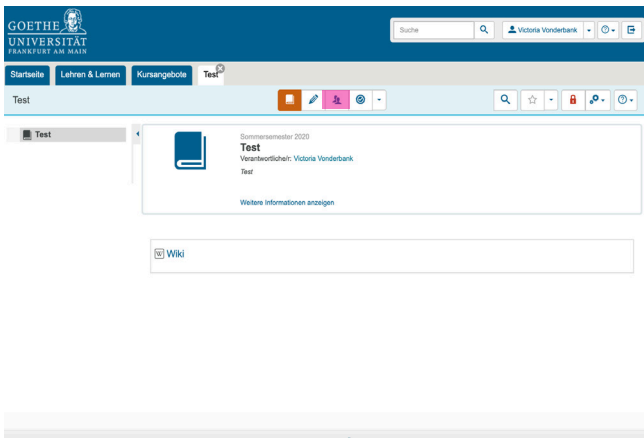 GOETHE
UNIVERSITÄT
FRANKFURT AM MAIN
Suche
Victoria Vonderbank
Startseite
Lehren & Lernen
Kursangebote
Test
Test
Test
Sommersemester 2020
Test
Verantwortliche/r: Victoria Vonderbank
Test
Weitere Informationen anzeigen
W Wiki